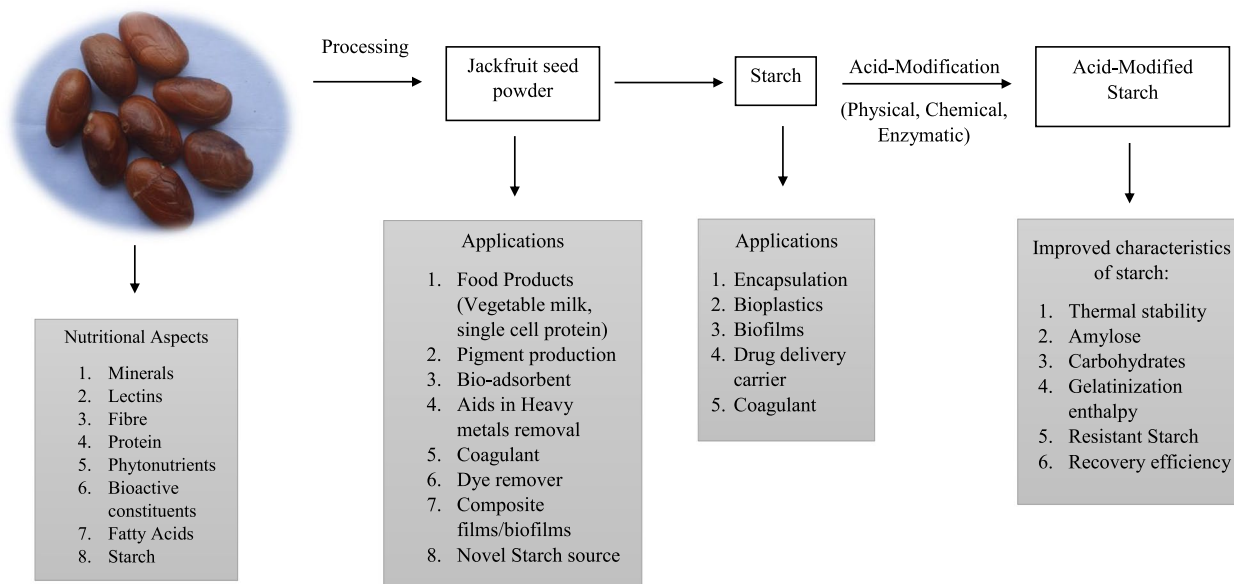 Processing
Jackfruit seed
powder
Starch
Acid-Modification
(Physical, Chemical,
Enzymatic)
Acid-Modified
Starch
Nutritional Aspects
1. Minerals
2. Lectins
3. Fibre
4. Protein
5. Phytonutrients
6. Bioactive
constituents
7. Fatty Acids
8. Starch
Applications
1. Food Products
(Vegetable milk,
single cell protein)
2. Pigment production
3. Bio-adsorbent
4. Aids in Heavy
metals removal
5. Coagulant
6. Dye remover
7. Composite
films/biofilms
8. Novel Starch source
Applications
1. Encapsulation
2. Bioplastics
3. Biofilms
4. Drug delivery
carrier
5. Coagulant
Improved characteristics
of starch:
1. Thermal stability
2. Amylose
3. Carbohydrates
4. Gelatinization
enthalpy
5. Resistant Starch
6. Recovery efficiency